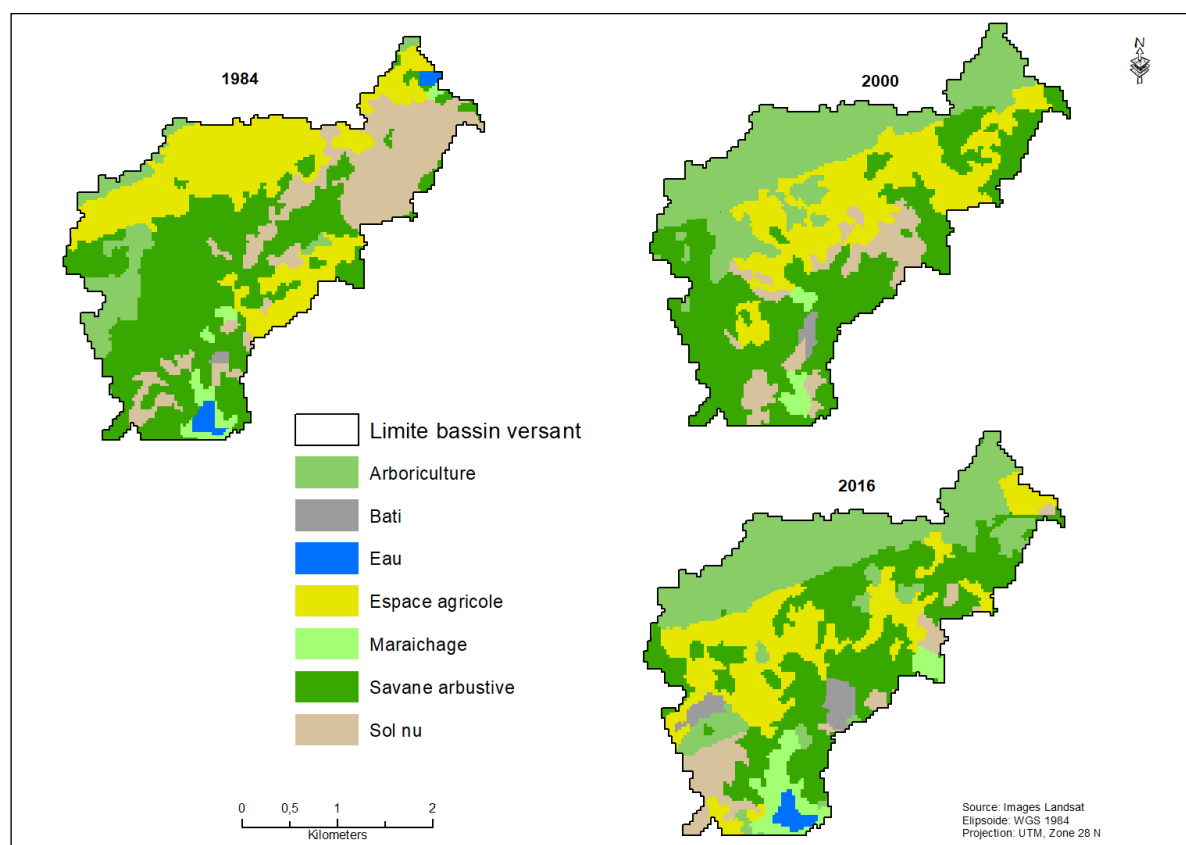 N
1984
2000
Limite bassin versant
Arboriculture
Bati
Eau
Espace agricole
Maraichage
Savane arbustive
Sol nu
2016
0 0,5 1 2
Kilometers
Source: Images Landsat
Elipsoide: WGS 1984
Projection: UTM, Zone 28 N